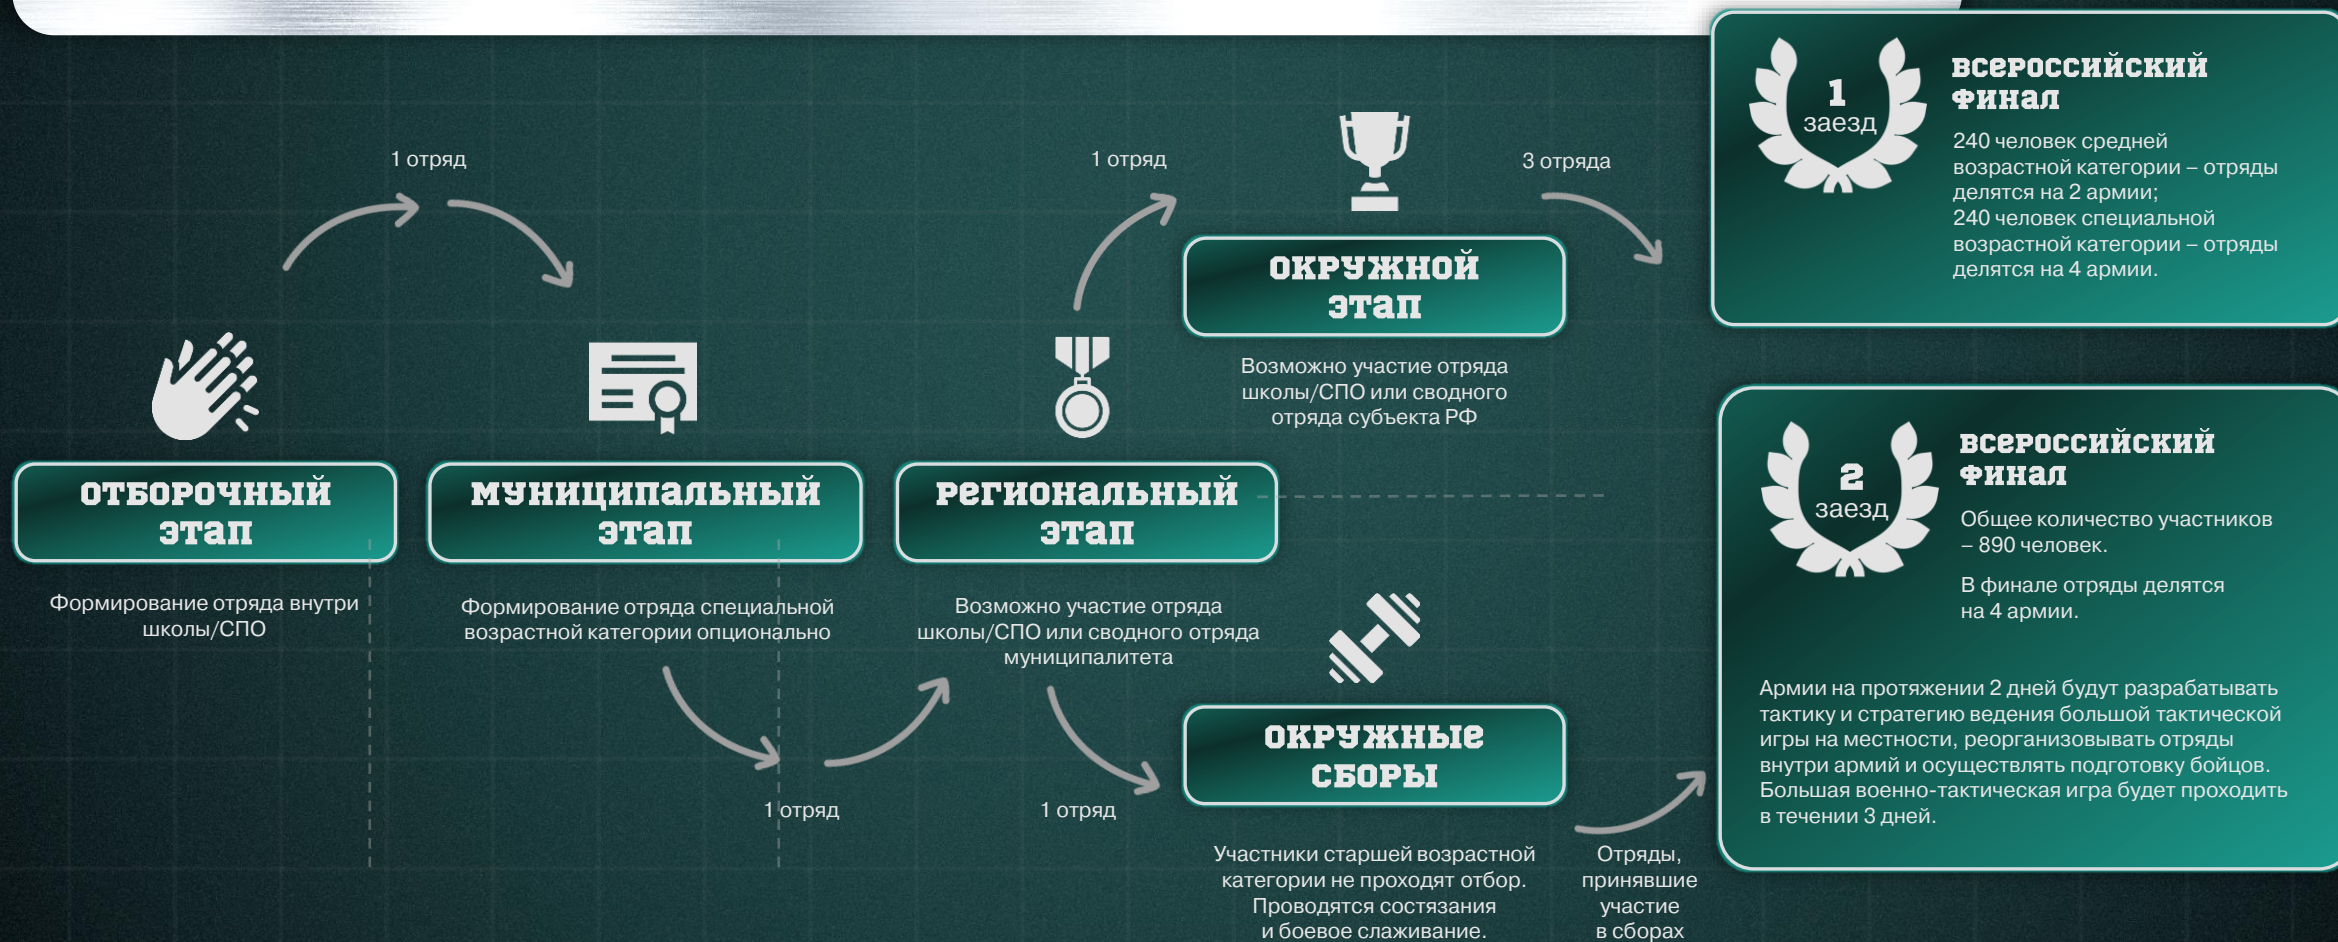 1 отряд
ОТБОРОЧНЫЙ
ЭТАП
Формирование отряда внутри
школы/СПО
МУНИЦИПАЛЬНЫЙ
ЭТАП
Формирование отряда специальной
возрастной категории опционально
1 отряд
РЕГИОНАЛЬНЫЙ
ЭТАП
Возможно участие отряда
школы/СПО или сводного отряда
муниципалитета
1 отряд
ОКРУЖНОЙ
ЭТАП
Возможно участие отряда
школы/СПО или сводного
отряда субъекта РФ
3 отряда
1 отряд
ОКРУЖНЫЕ
СБОРЫ
Участники старшей возрастной
категории не проходят отбор.
Проводятся состязания
и боевое слаживание.
Отряды,
принявшие
участие
в сборах
1
заезд
ВСЕРОССИЙСКИЙ
ФИНАЛ
240 человек средней
возрастной категории – отряды
делятся на 2 армии;
240 человек специальной
возрастной категории – отряды
делятся на 4 армии.
2
заезд
ВСЕРОССИЙСКИЙ
ФИНАЛ
Общее количество участников
– 890 человек.
В финале отряды делятся
на 4 армии.
Армии на протяжении 2 дней будут разрабатывать
тактику и стратегию ведения большой тактической
игры на местности, реорганизовывать отряды
внутри армий и осуществлять подготовку бойцов.
Большая военно-тактическая игра будет проходить
в течении 3 дней.